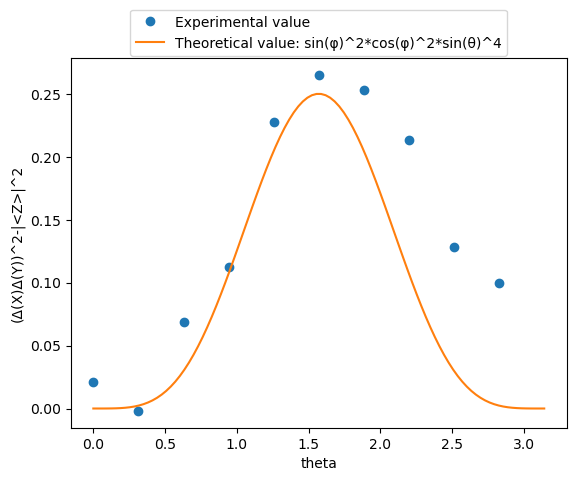 Experimental value
Theoretical value: sin(φ)^2*cos(φ)^2*sin(θ)^4
(Δ(X)Δ(Y))^2-|<Z>|^2
0.25
0.20
0.15
0.10
0.05
0.00
0.0 0.5 1.0 1.5 2.0 2.5 3.0
theta